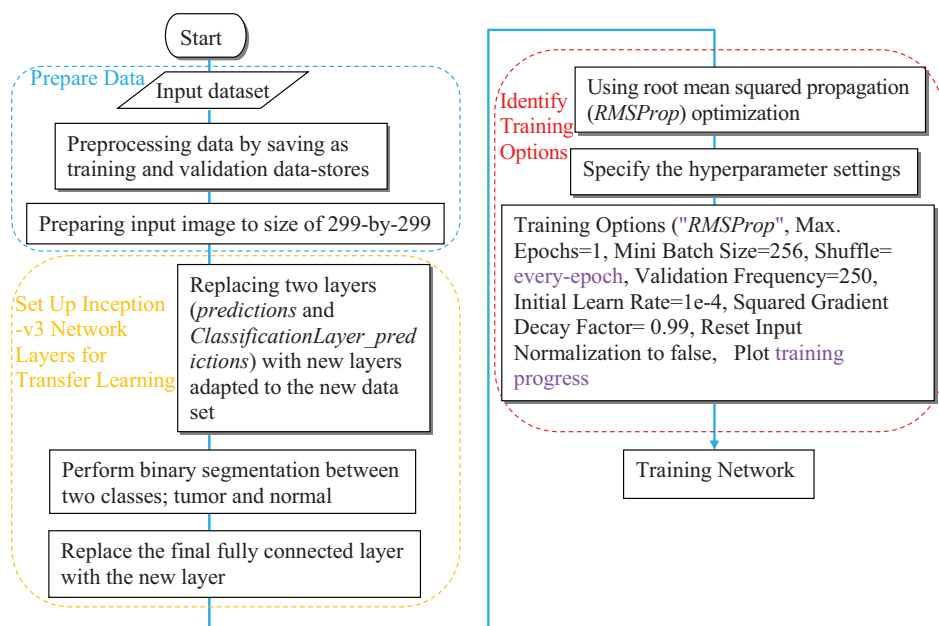 Start
Prepare Data
Input dataset
Preprocessing data by saving as
training and validation data-stores
Preparing input image to size of 299-by-299
Set Up Inception
-v3 Network
Layers for
Transfer Learning
Replacing two layers
(predictions and
ClassificationLayer_pred
ictions) with new layers
adapted to the new data
set
Perform binary segmentation between
two classes; tumor and normal
Replace the final fully connected layer
with the new layer
Identify
Training
Options
Using root mean squared propagation
(RMSProp) optimization
Specify the hyperparameter settings
Training Options ("RMSProp", Max.
Epochs=1, Mini Batch Size=256, Shuffle=
every-epoch, Validation Frequency=250,
Initial Learn Rate=1e-4, Squared Gradient
Decay Factor= 0.99, Reset Input
Normalization to false, Plot training
progress
Training Network